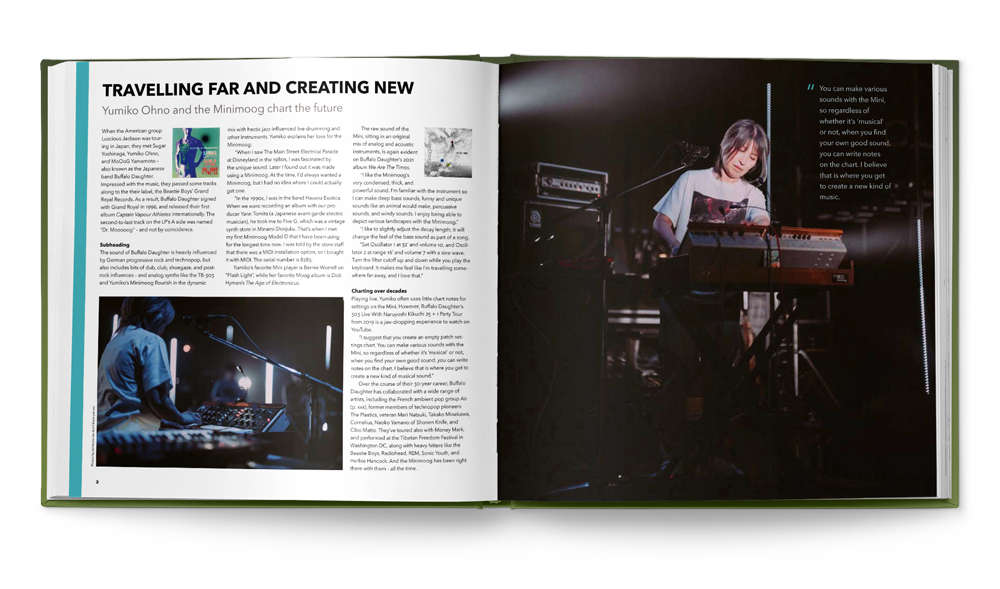 TRAVELLING FAR AND CREATING NEW
Yumiko Ohno and the Minimoog chart the future
When the American group
Luscious Jackson was tour-
ing in Japan, they met Sugar
Yoshinaga, Yumiko Ohno,
and MoOoG Yamamoto -
also known as the Japanese
band Buffalo Daughter.
Impressed with the music, they passed some tracks
along to their label, the Beastie Boys' Grand
Royal Records. As a result, Buffalo Daughter signed
with Grand Royal in 1996, and released their first
album Captain Vapour Athletes internationally. The
second-to-last track on the LP's A side was named
"Dr. Mooooog" - and not by coincidence.
Subheading
The sound of Buffalo Daughter is heavily influenced
by German progressive rock and technopop, but
also includes bits of dub, club, shoegaze, and post-
rock influences - and analog synths like the TB-303
and Yumiko's Minimoog flourish in the dynamic
mix with hectic jazz-influenced live drumming and
other instruments. Yumiko explains her love for the
Minimoog.
"When I saw The Main Street Electrical Parade
at Disneyland in the 1980s, I was fascinated by
the unique sound. Later I found out it was made
using a Minimoog. At the time, I'd always wanted a
Minimoog, but I had no idea where I could actually
get one.
"In the 1990s, I was in the band Havana Exotica.
When we were recording an album with our pro-
ducer Yann Tomita (a Japanese avant-garde electric
musician), he took me to Five G, which was a vintage
synth store in Minami-Shinjuku. That's when I met
my first Minimoog Model D that I have been using
for the longest time now. I was told by the store staff
that there was a MIDI installation option, so I bought
it with MIDI. The serial number is
Yumiko's favorite Mini player is Bernie Worrell on
"Flash Light", while her favorite Moog album is Dick
Hyman's The Age of Electronicus.
The raw sound of the
Mini, sitting in an original
mix of analog and acoustic
instruments, is again evident
on Buffalo Daughter's 2021
album We Are The Times.
"I like the Minimoog's
very condensed, thick, and
powerful sound. I'm familiar with the instrument so
I can make deep bass sounds, funny and unique
sounds like an animal would make, percussive
sounds, and windy sounds. I enjoy being able to
depict various landscapes with the Minimoog."
"I like to slightly adjust the decay length; it will
change the feel of the bass sound as part of a song.
"Set Oscillator 1 at 32' and volume 10, and Oscil-
lator 2 at range 16' and volume 7 with a sine wave.
Turn the filter cutoff up and down while you play the
keyboard. It makes me feel like I'm travelling some-
where far away, and I love that."
Charting over decades
Playing live, Yumiko often uses little chart notes for
settings on the Mini. However, Buffalo Daughter's
303 Live With Naruyoshi Kikuchi 25 + 1 Party Tour
from 2019 is a jaw-dropping experience to watch on
YouTube.
"I suggest that you create an empty patch set-
tings chart. You can make various sounds with the
Mini, so regardless of whether it's 'musical' or not,
when you find your own good sound, you can write
notes on the chart. I believe that is where you get to
create a new kind of musical sound."
Over the course of their 30-year career, Buffalo
Daughter has collaborated with a wide range of
artists, including the French ambient pop group Air
(p. xxx), former members of technopop pioneers
The Plastics, veteran Mari Natsuki, Takako Minekawa,
Cornelius, Naoko Yamano of Shonen Knife, and
Cibo Matto. They've toured also with Money Mark,
and performed at the Tibetan Freedom Festival in
Washington DC, along with heavy hitters like the
Beastie Boys, Radiohead, REM, Sonic Youth, and
Herbie Hancock. And the Minimoog has been right
there with them - all the time.
2
" You can make various
sounds with the Mini,
so regardless of
whether it's 'musical'
or not, when you find
your own good sound,
you can write notes
on the chart. I believe
that is where you get
to create a new kind of
music.